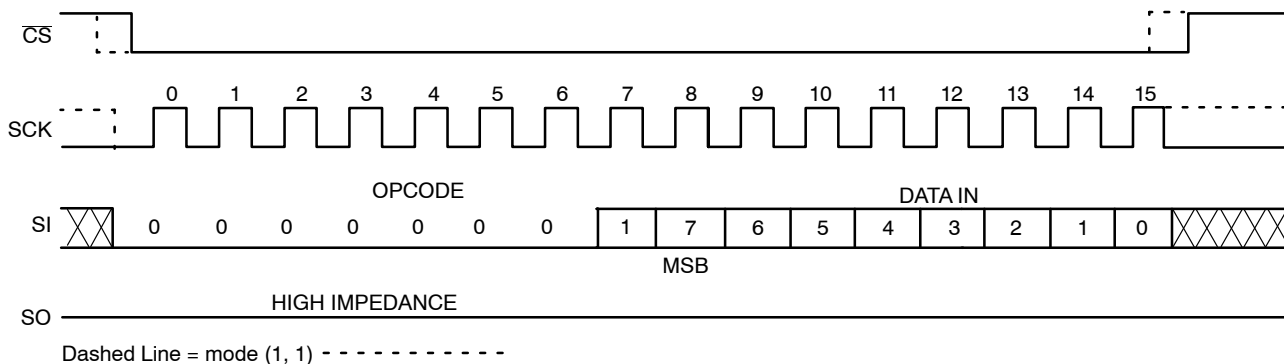 C̅S̅
0 1 2 3 4 5 6 7 8 9 10 11 12 13 14 15
SCK
OPCODE DATA IN
SI 0 0 0 0 0 0 0 1 7 6 5 4 3 2 1 0
MSB
HIGH IMPEDANCE
SO
Dashed Line = mode (1, 1)